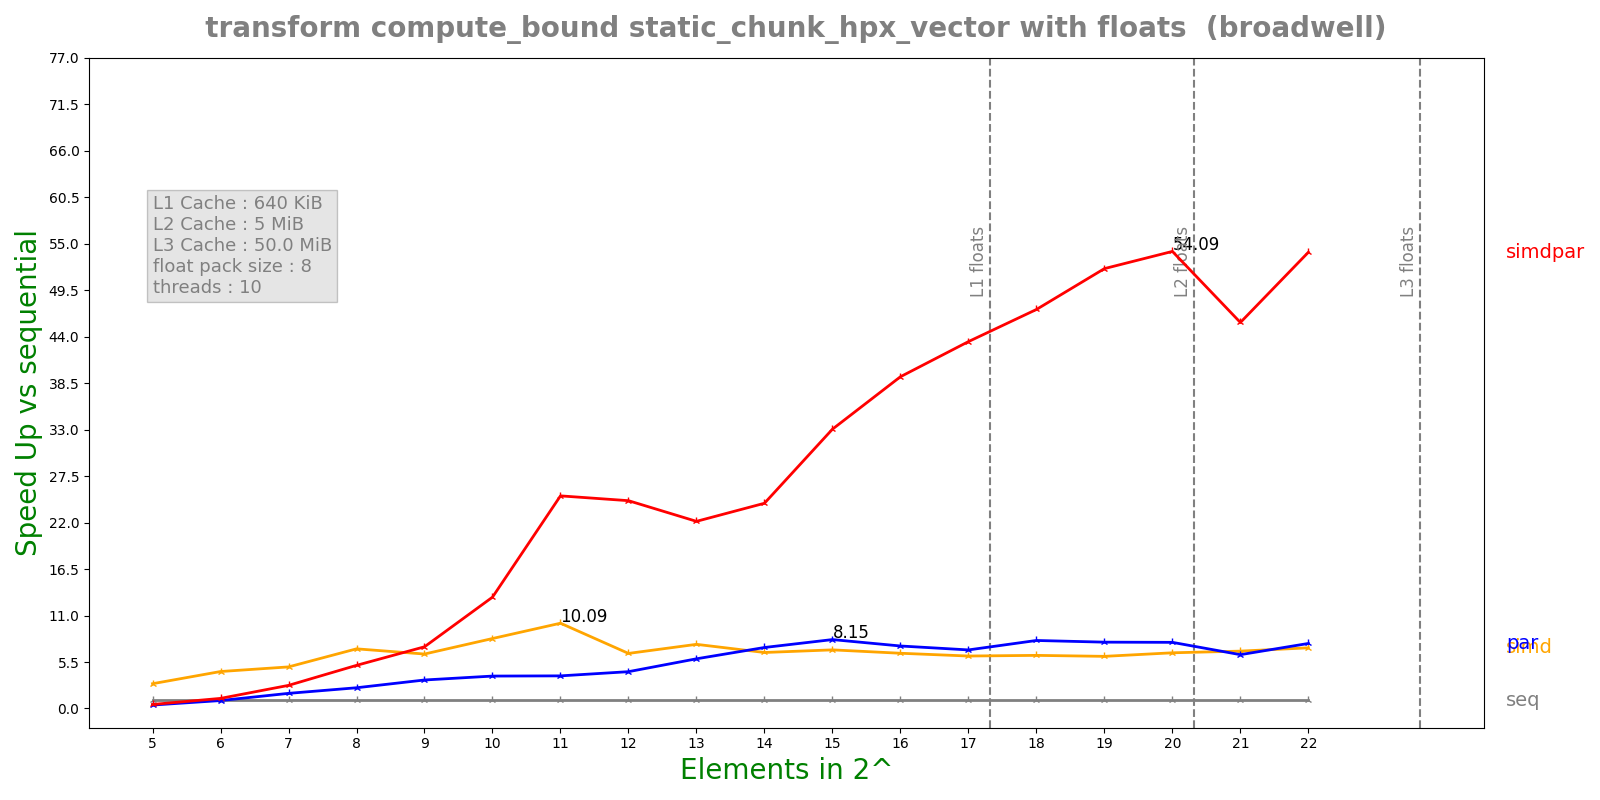 transform compute_bound static_chunk_hpx_vector with floats (broadwell)
Speed Up vs sequential
77.0
71.5
66.0
60.5
55.0
49.5
44.0
38.5
33.0
27.5
22.0
16.5
11.0
5.5
0.0
L1 Cache : 640 KiB
L2 Cache : 5 MiB
L3 Cache : 50.0 MiB
float pack size : 8
threads : 10
L1 floats
L2 floats
L3 floats
54.09
10.09
8.15
simdpar
par
simd
seq
5 6 7 8 9 10 11 12 13 14 15 16 17 18 19 20 21 22
Elements in 2^